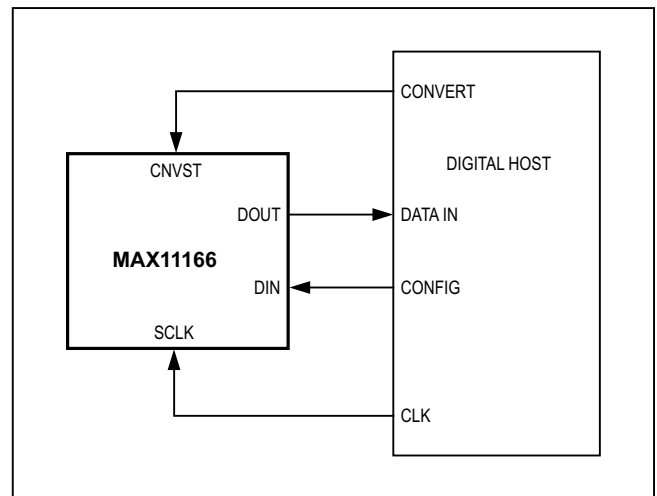 CONVERT
CNVST
DIGITAL HOST
DOUT
DATA IN
MAX11166
DIN
CONFIG
SCLK
CLK